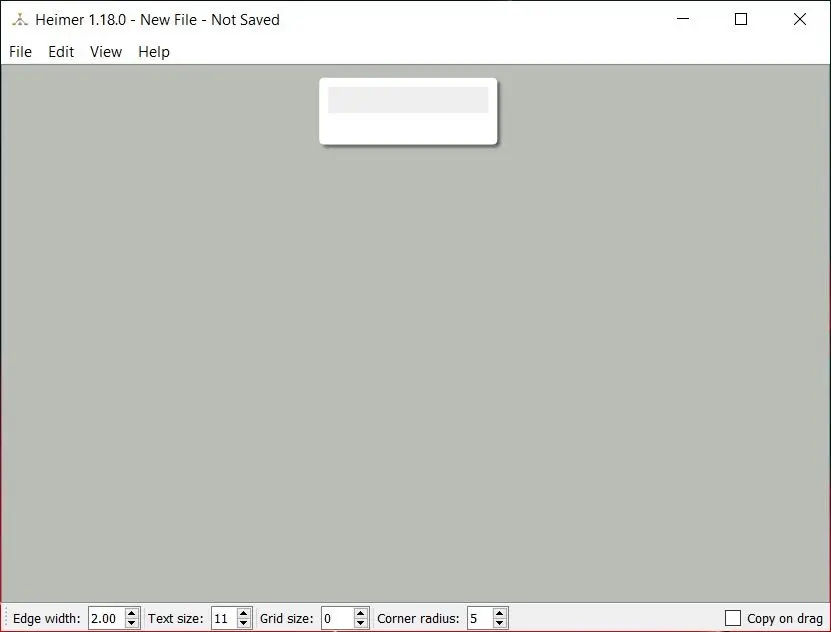 Heimer 1.18.0 - New File - Not Saved
File Edit View Help
Edge width: 2.00 Text size: 11 Grid size: 0 Corner radius: 5 Copy on drag